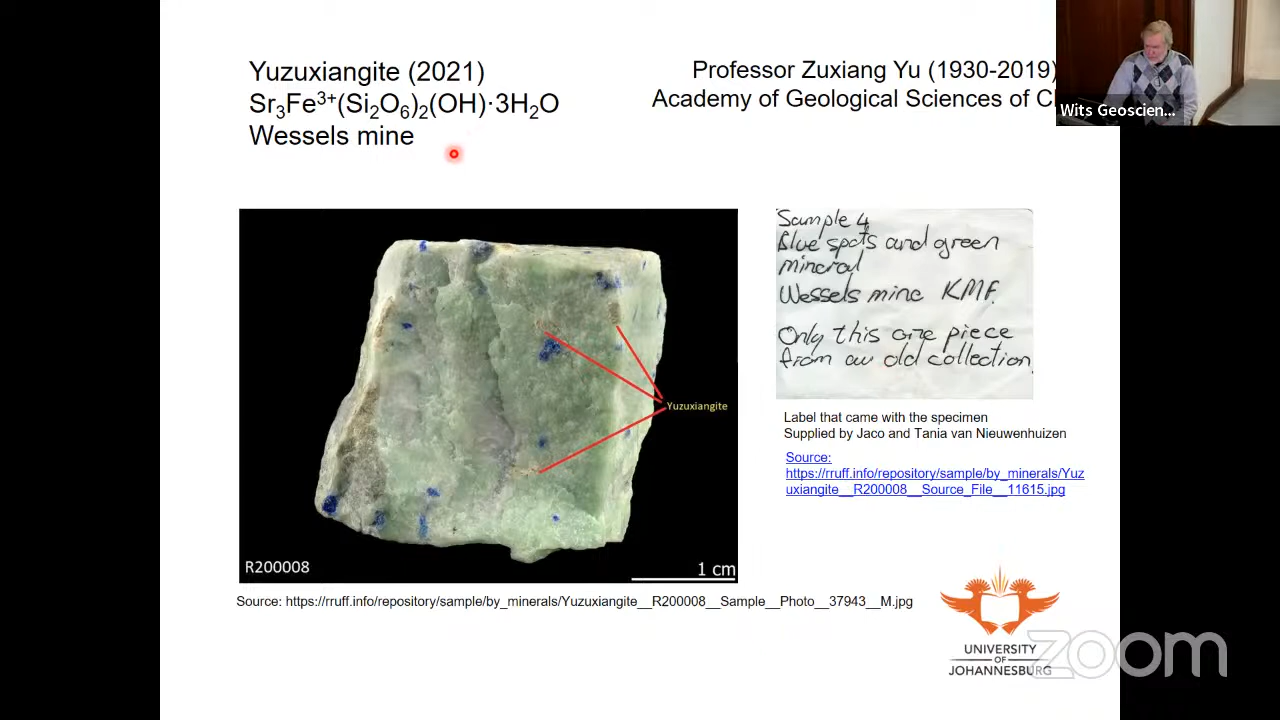 Yuzuxiangite (2021)
Sr₃Fe³⁺(Si₂O₆)₂(OH)·3H₂O
Wessels mine
Professor Zuxiang Yu (1930-2019)
Academy of Geological Sciences of C
Wits Geoscien...
Yuzuxiangite
R200008
1 cm
Source: https://rruff.info/repository/sample/by_minerals/Yuzuxiangite__R200008__Sample__Photo__37943__M.jpg
Sample 4
Blue spots and green
mineral
Wessels mine KMF.
Only this one piece
from an old collection.
Label that came with the specimen
Supplied by Jaco and Tania van Nieuwenhuizen
Source:
https://rruff.info/repository/sample/by_minerals/Yuz
uxiangite__R200008__Source_File__11615.jpg
UNIVERSITY
OF
JOHANNESBURG
zoom